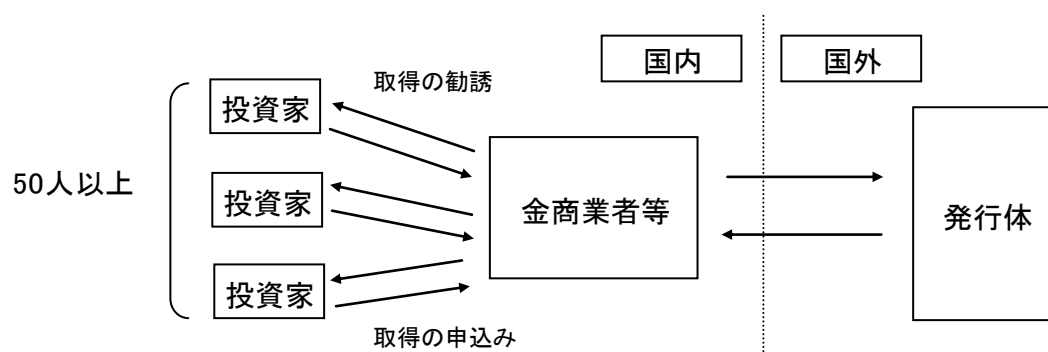 国内
国外
取得の勧誘
投資家
50人以上
投資家
金商業者等
発行体
投資家
取得の申込み